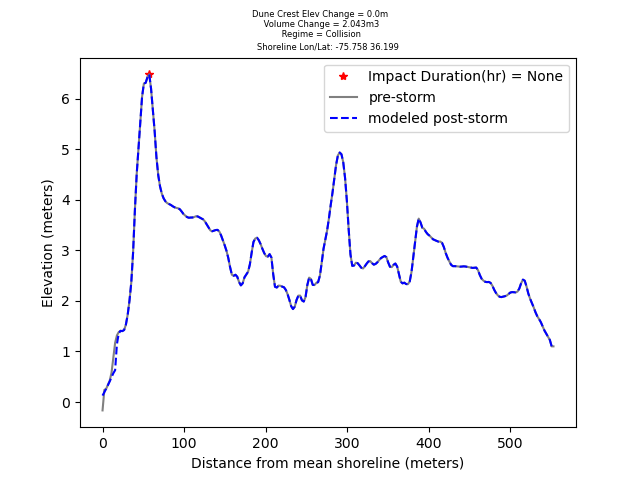 Dune Crest Elev Change = 0.0m
Volume Change = 2.043m3
Regime = Collision
Shoreline Lon/Lat: -75.758 36.199
Impact Duration(hr) = None
pre-storm
modeled post-storm
Elevation (meters)
6
5
4
3
2
1
0
0 100 200 300 400 500
Distance from mean shoreline (meters)